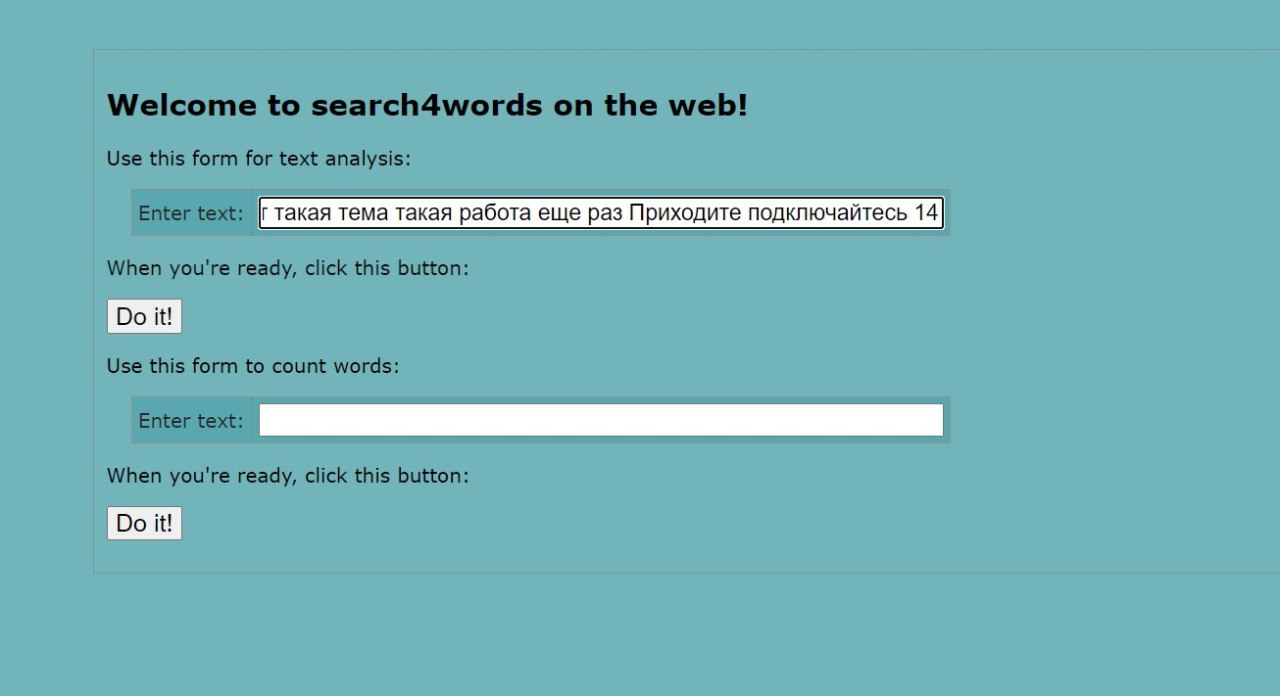 Welcome to search4words on the web!
Use this form for text analysis:
Enter text: такая тема такая работа еще раз Приходите подключайтесь 14
When you're ready, click this button:
Do it!
Use this form to count words:
Enter text:
When you're ready, click this button:
Do it!